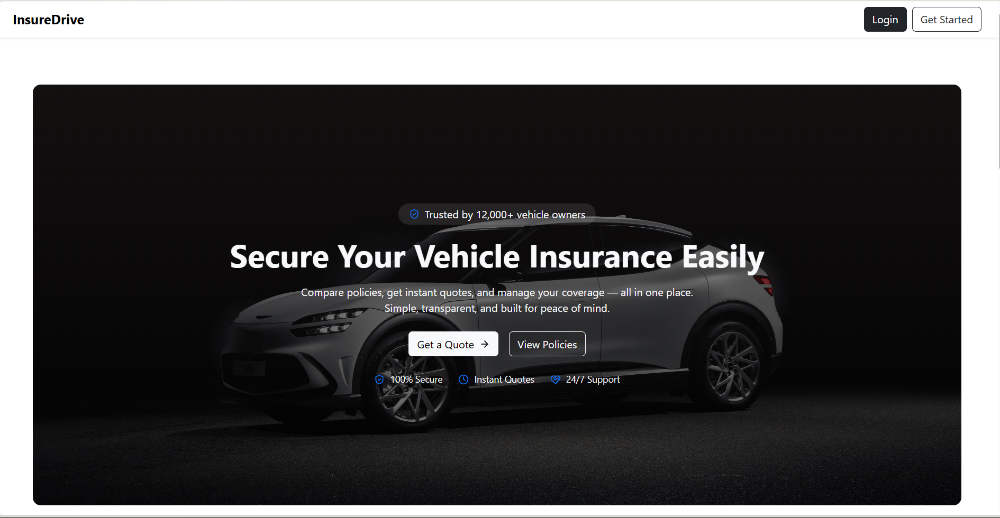 InsureDrive
Login
Get Started
Trusted by 12,000+ vehicle owners
Secure Your Vehicle Insurance Easily
Compare policies, get instant quotes, and manage your coverage — all in one place.
Simple, transparent, and built for peace of mind.
Get a Quote →
View Policies
100% Secure
Instant Quotes
24/7 Support